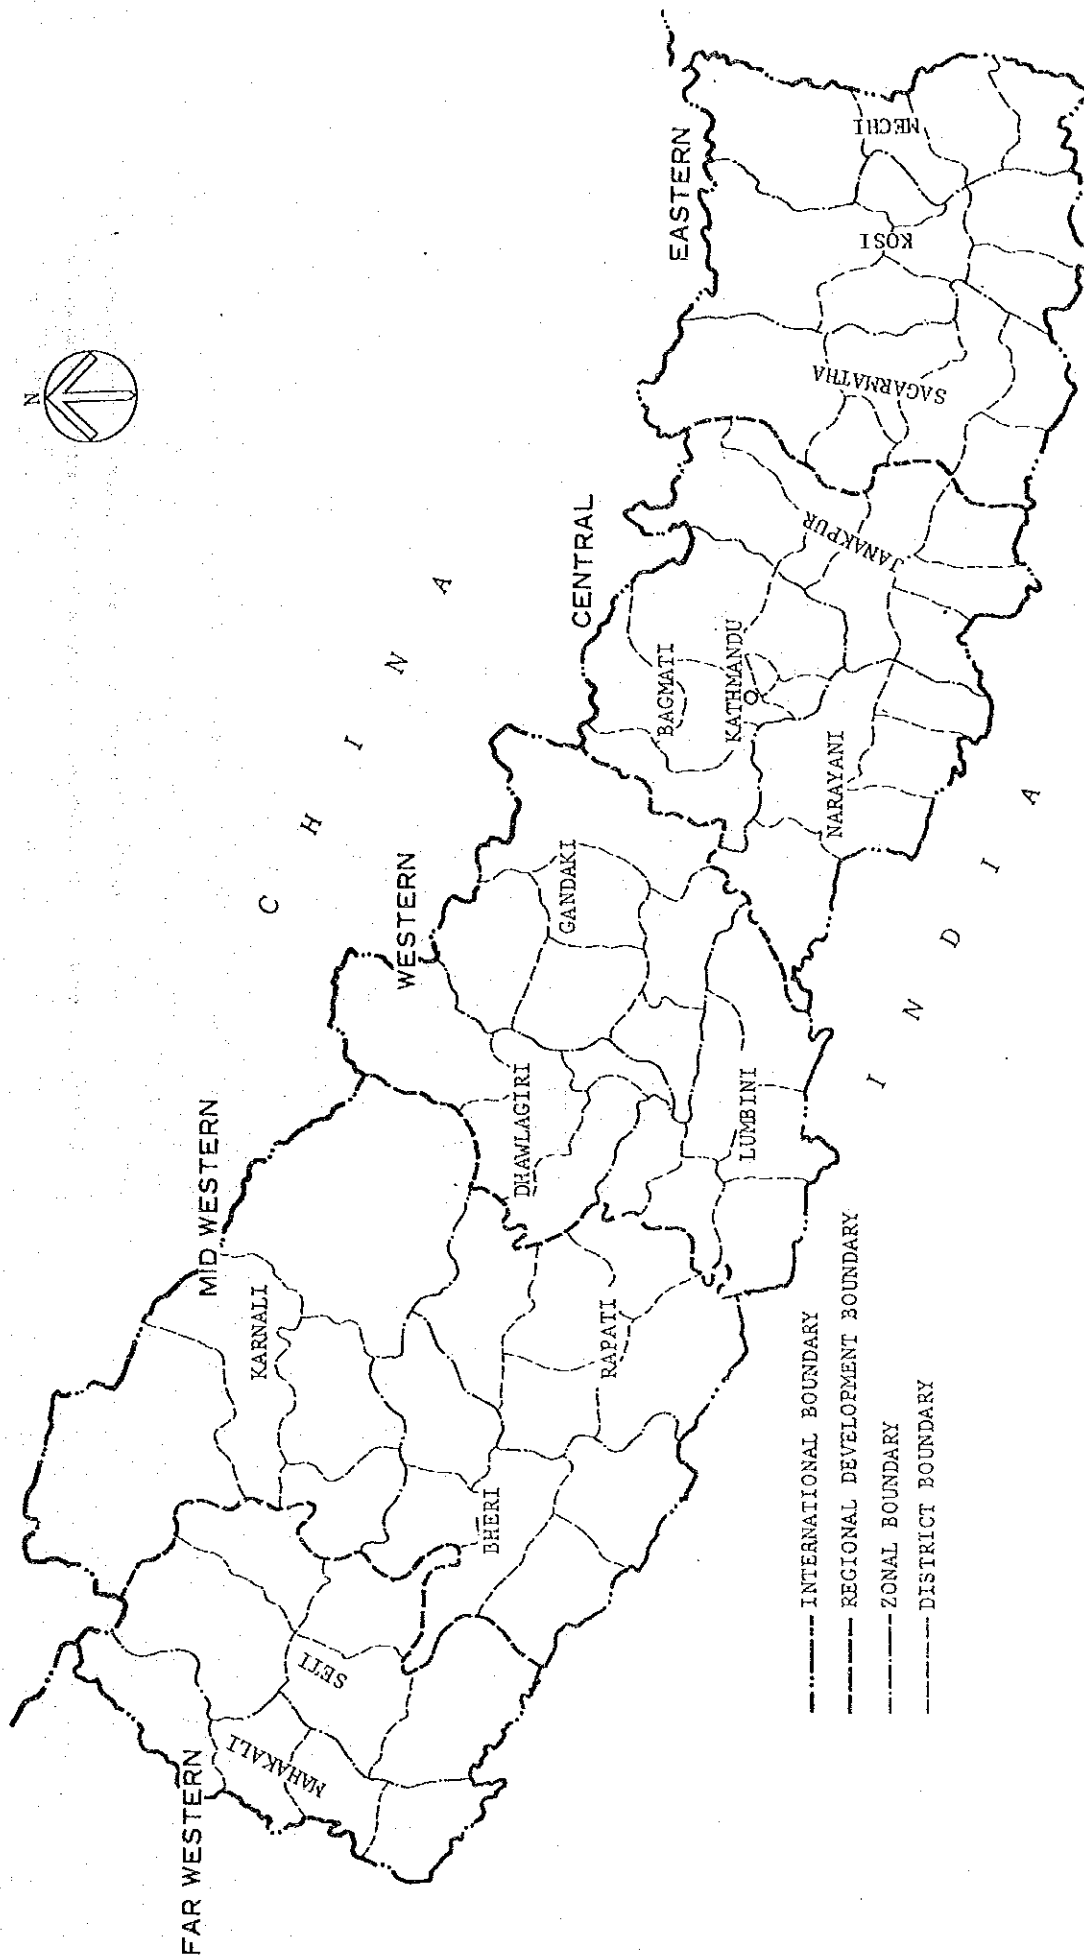 N
C H I N A
FAR WESTERN
MID WESTERN
WESTERN
CENTRAL
EASTERN
MAHAKALI
SETI
KARNALI
BHERI
RAPATI
DHAWLAGIRI
GANDAKI
LUMBINI
BAGMATI
KATHMANDU
NARAYANI
JANAKPUR
SAGARMATHA
KOSI
MECHI
I N D I A
INTERNATIONAL BOUNDARY
REGIONAL DEVELOPMENT BOUNDARY
ZONAL BOUNDARY
DISTRICT BOUNDARY